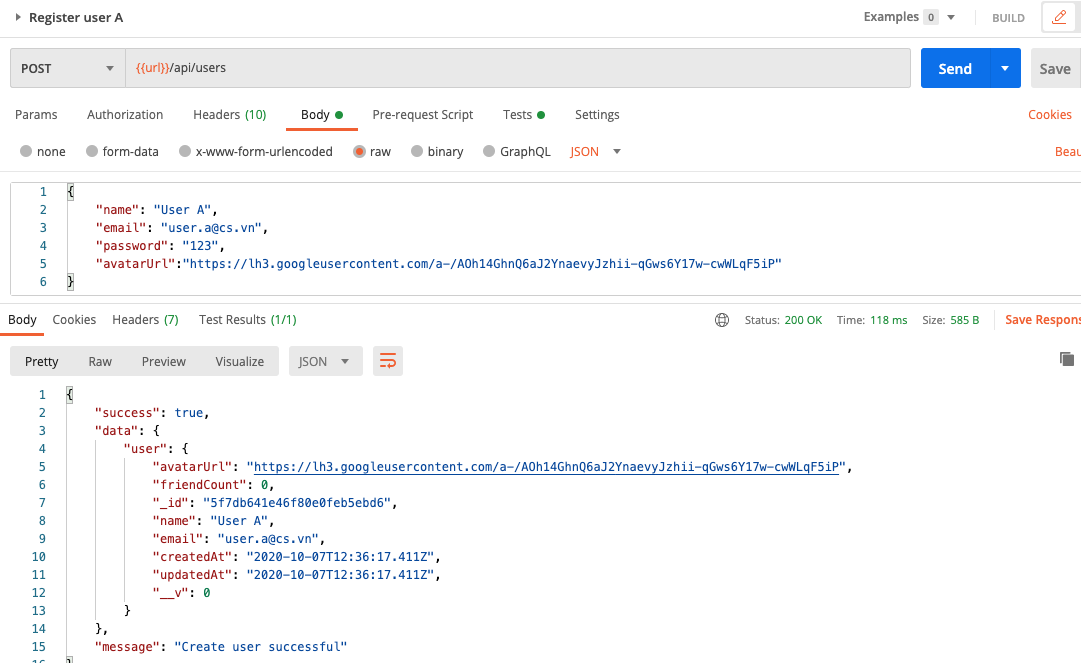 Register user A
Examples 0
BUILD
POST
{{url}}/api/users
Send
Save
Params Authorization Headers (10) Body Pre-request Script Tests Settings Cookies
none form-data x-www-form-urlencoded raw binary GraphQL JSON Beau
1 {
2 "name": "User A",
3 "email": "user.a@cs.vn",
4 "password": "123",
5 "avatarUrl":"https://lh3.googleusercontent.com/a-/AOh14GhnQ6aJ2YnaevyJzhii-qGws6Y17w-cwWLqF5iP"
6 }
Body Cookies Headers (7) Test Results (1/1) Status: 200 OK Time: 118 ms Size: 585 B Save Respons
Pretty Raw Preview Visualize JSON
1 {
2 "success": true,
3 "data": {
4 "user": {
5 "avatarUrl": "https://lh3.googleusercontent.com/a-/AOh14GhnQ6aJ2YnaevyJzhii-qGws6Y17w-cwWLqF5iP",
6 "friendCount": 0,
7 "_id": "5f7db641e46f80e0feb5ebd6",
8 "name": "User A",
9 "email": "user.a@cs.vn",
10 "createdAt": "2020-10-07T12:36:17.411Z",
11 "updatedAt": "2020-10-07T12:36:17.411Z",
12 "__v": 0
13 }
14 },
15 "message": "Create user successful"
16 }